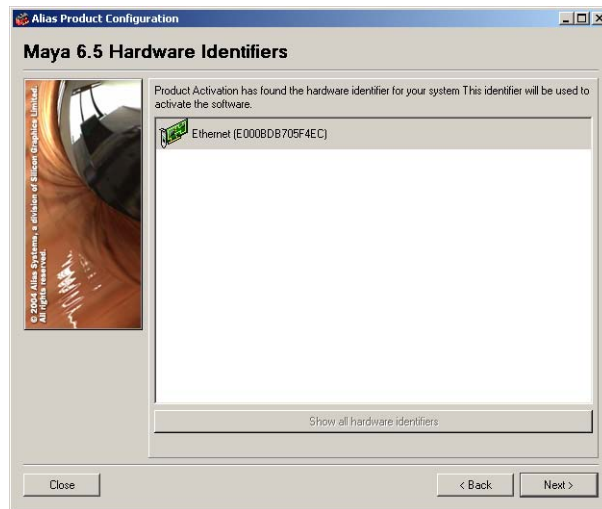 Alias Product Configuration
Maya 6.5 Hardware Identifiers
© 2004 Alias Systems, a division of Silicon Graphics Limited.
All rights reserved.
Product Activation has found the hardware identifier for your system This identifier will be used to
activate the software.
Ethernet (E000BDB705F4EC)
Show all hardware identifiers
Close
< Back
Next >